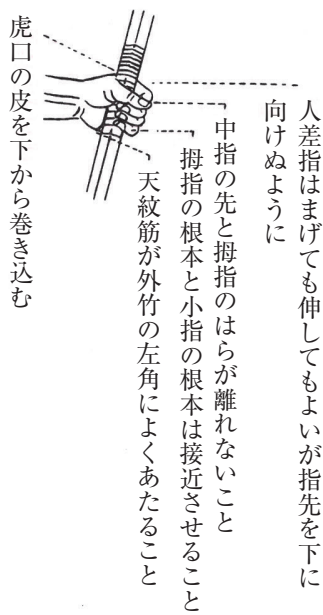 人差指はまげても伸してもよいが指先を下に
向けぬように
中指の先と拇指のはらが離れないこと
拇指の根本と小指の根本は接近させること
天紋筋が外竹の左角によくあたること
虎口の皮を下から巻き込む